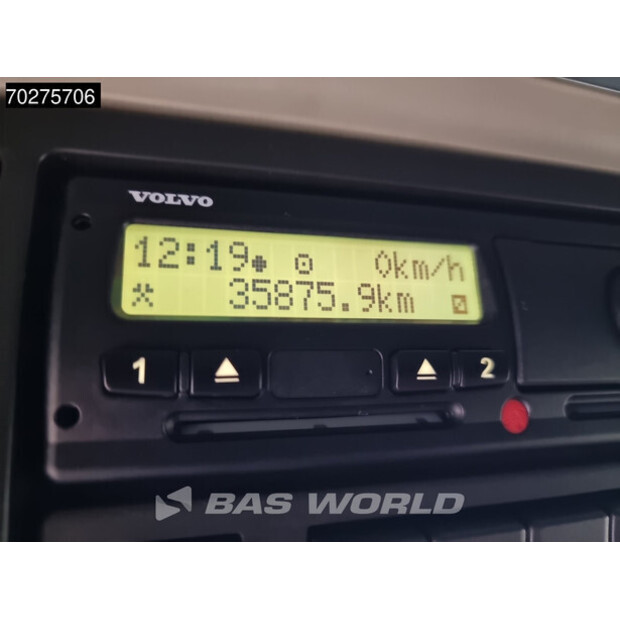 70275706
VOLVO
12:19 0km/h
35875.9km
1 2
BAS WORLD